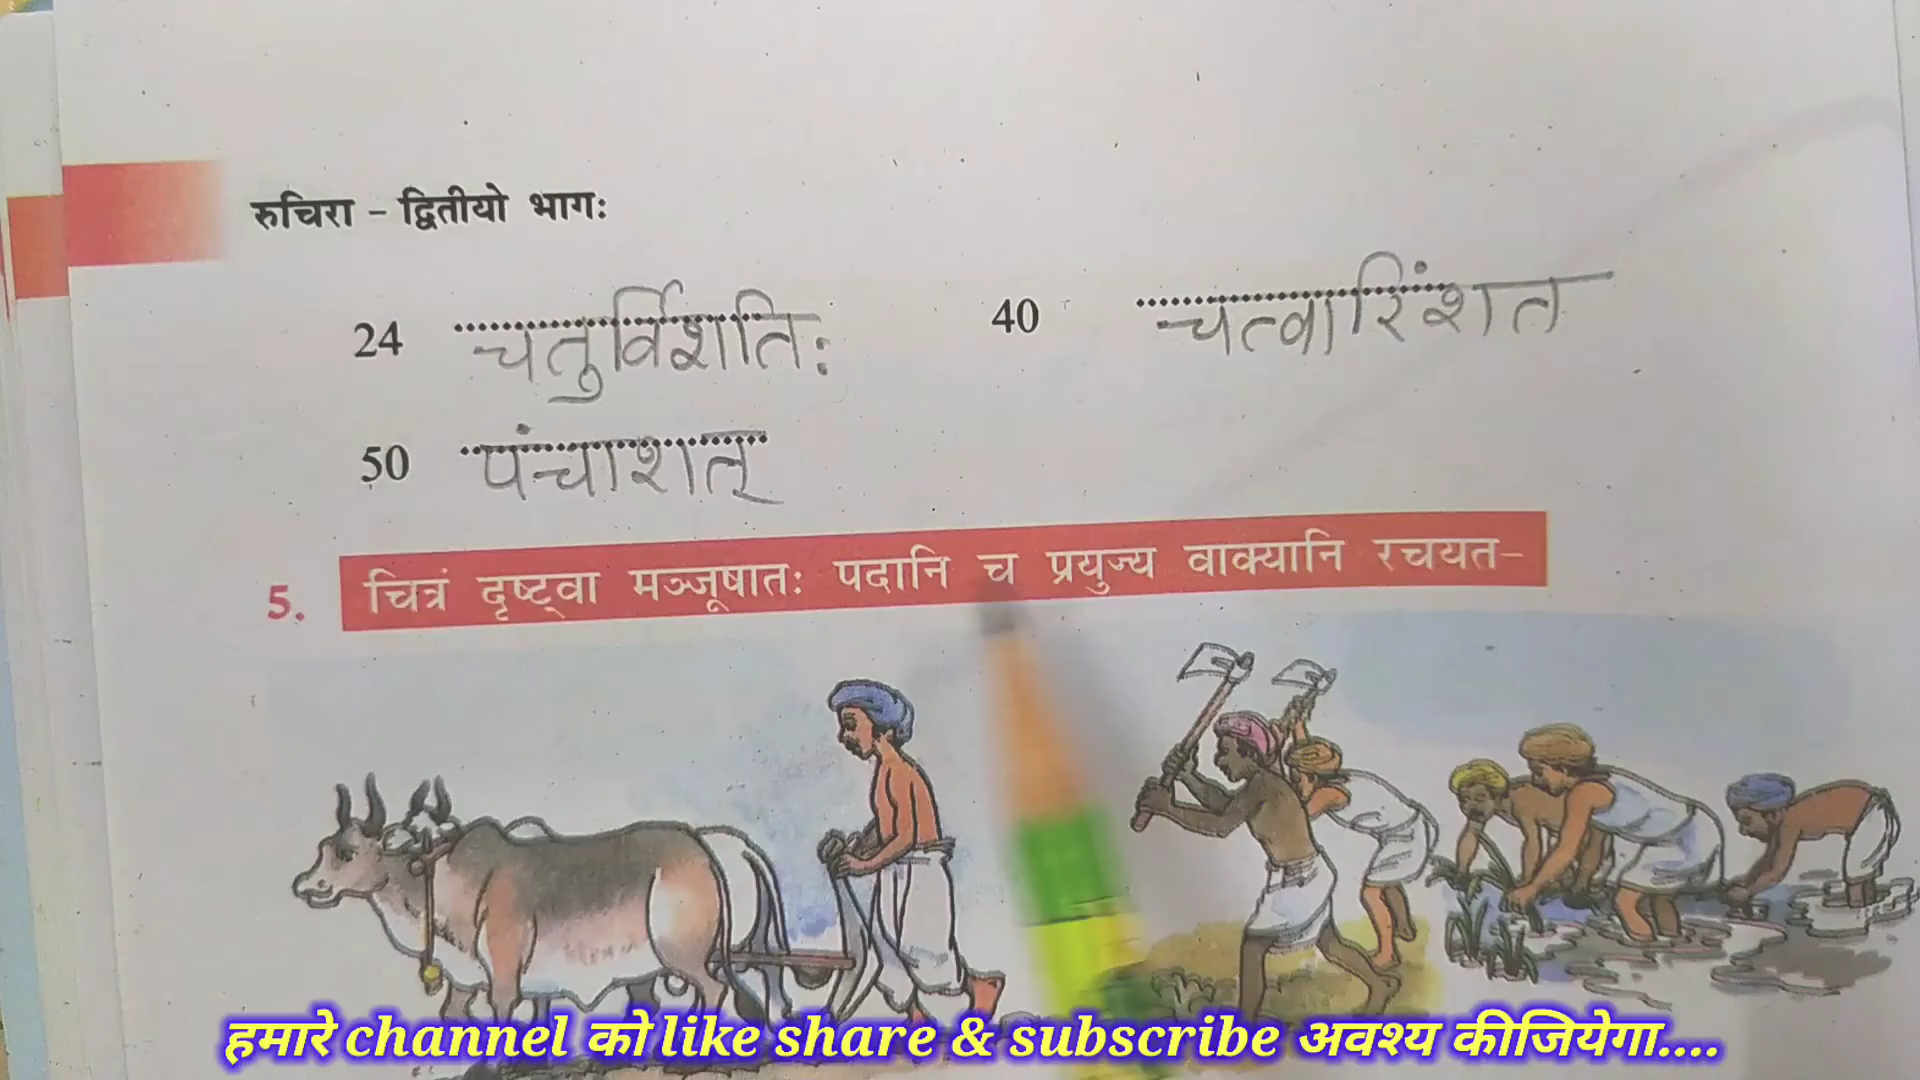 रुचिरा – द्वितीयो भागः
24 चतुर्विशतिः 40 चत्वारिंशत
50 पंचाशत्
5. चित्रं दृष्ट्वा मञ्जूषातः पदानि च प्रयुज्य वाक्यानि रचयत–
हमारे channel को like share & subscribe अवश्य कीजियेगा....